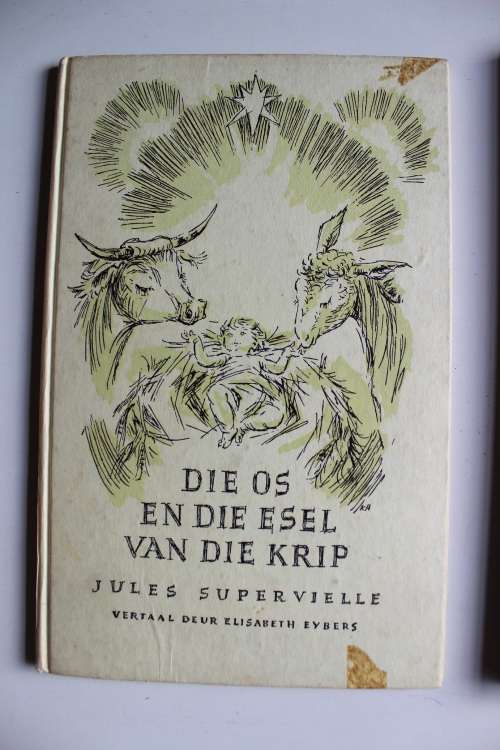 DIE OS
EN DIE ESEL
VAN DIE KRIP
JULES SUPERVIELLE
VERTAAL DEUR ELISABETH EYBERS